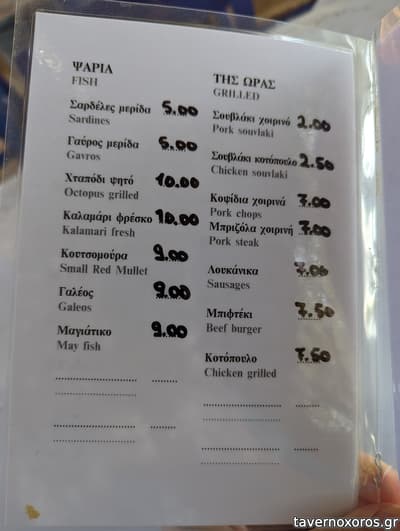 ΨΑΡΙΑ
FISH
Σαρδέλες μερίδα 5.00
Sardines
Γαύρος μερίδα 5.00
Gavros
Χταπόδι ψητό 10.00
Octopus grilled
Καλαμάρι φρέσκο 10.00
Kalamari fresh
Κουτσομούρα 9.00
Small Red Mullet
Γαλέος 9.00
Galeos
Μαγιάτικο 9.00
May fish
ΤΗΣ ΩΡΑΣ
GRILLED
Σουβλάκι χοιρινό 2.00
Pork souvlaki
Σουβλάκι κοτόπουλο 2.50
Chicken souvlaki
Κοψίδια χοιρινά 7.00
Pork chops
Μπριζόλα χοιρινή 7.00
Pork steak
Λουκάνικα 7.00
Sausages
Μπιφτέκι 7.50
Beef burger
Κοτόπουλο 7.50
Chicken grilled
tavernoxoros.gr